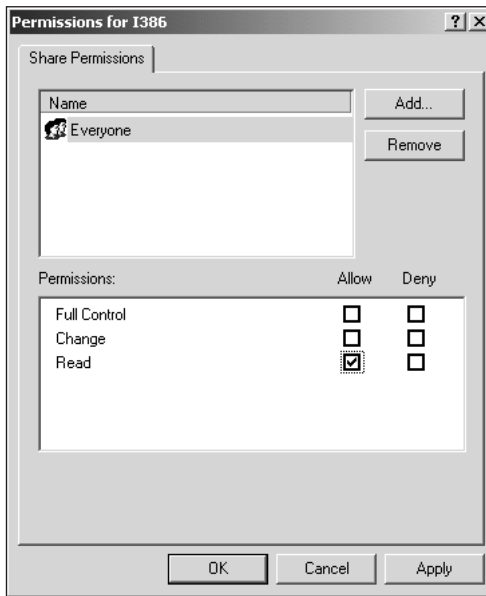 Permissions for I386
Share Permissions
Name
Add...
Everyone
Remove
Permissions: Allow Deny
Full Control
Change
Read
OK Cancel Apply